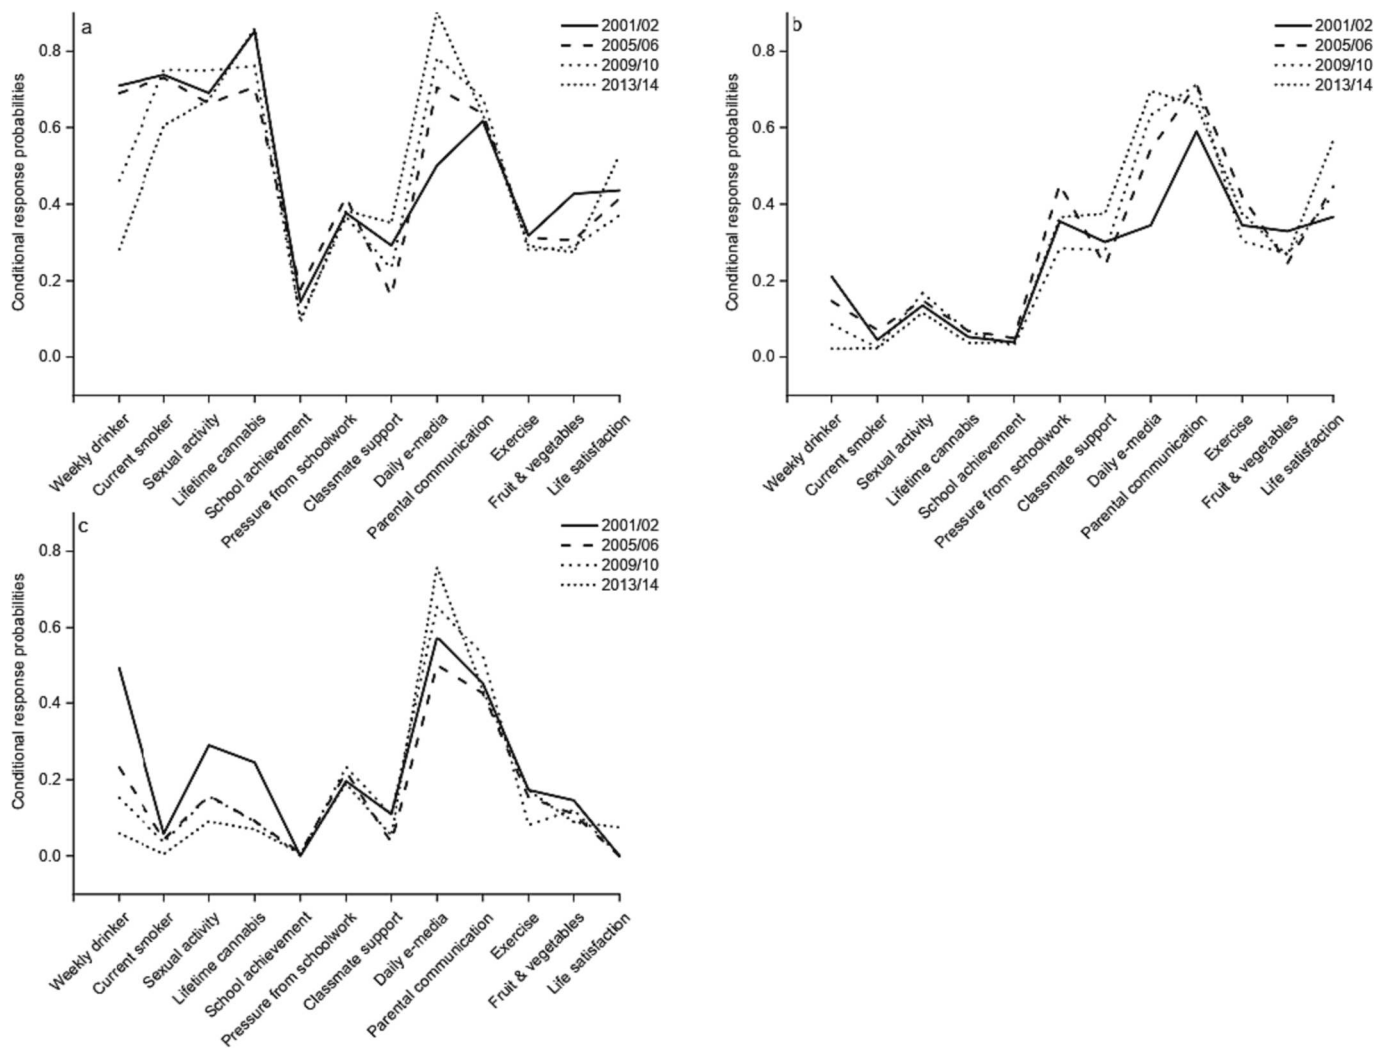 a
2001/02
2005/06
2009/10
2013/14
Conditional response probabilities
0.8
0.6
0.4
0.2
0.0
Weekly drinker
Current smoker
Sexual activity
Lifetime cannabis
School achievement
Pressure from schoolwork
Classmate support
Daily e-media
Parental communication
Exercise
Fruit & vegetables
Life satisfaction
b
2001/02
2005/06
2009/10
2013/14
Conditional response probabilities
0.8
0.6
0.4
0.2
0.0
Weekly drinker
Current smoker
Sexual activity
Lifetime cannabis
School achievement
Pressure from schoolwork
Classmate support
Daily e-media
Parental communication
Exercise
Fruit & vegetables
Life satisfaction
c
2001/02
2005/06
2009/10
2013/14
Conditional response probabilities
0.8
0.6
0.4
0.2
0.0
Weekly drinker
Current smoker
Sexual activity
Lifetime cannabis
School achievement
Pressure from schoolwork
Classmate support
Daily e-media
Parental communication
Exercise
Fruit & vegetables
Life satisfaction